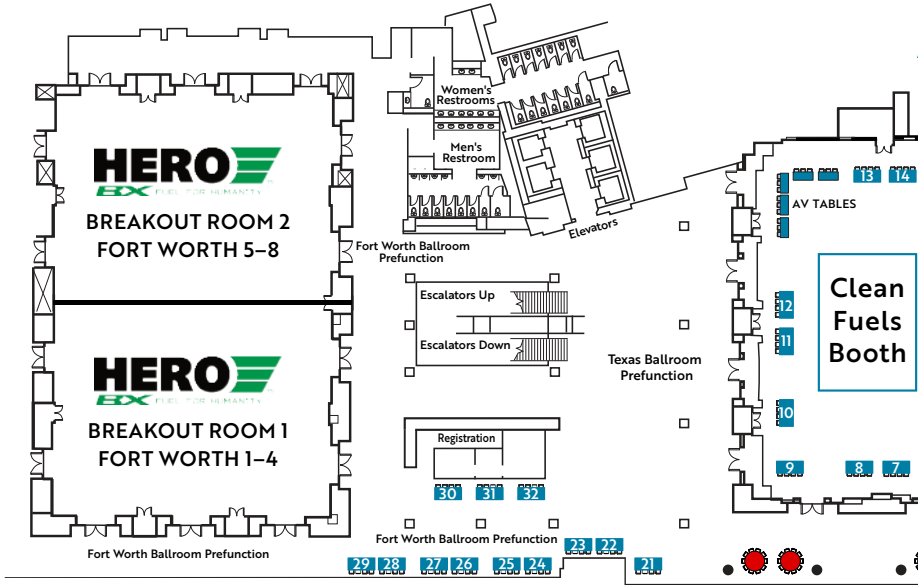 Women's
Restrooms
Men's
Restroom
Elevators
HERO
BX FUEL FOR HUMANITY™
BREAKOUT ROOM 2
FORT WORTH 5–8
Fort Worth Ballroom
Prefunction
HERO
BX FUEL FOR HUMANITY™
BREAKOUT ROOM 1
FORT WORTH 1–4
Fort Worth Ballroom Prefunction
Escalators Up
Escalators Down
Texas Ballroom
Prefunction
Registration
30 31 32
Fort Worth Ballroom Prefunction
29 28 27 26 25 24 23 22 21
13 14
AV TABLES
12
11
10
9 8 7
Clean
Fuels
Booth